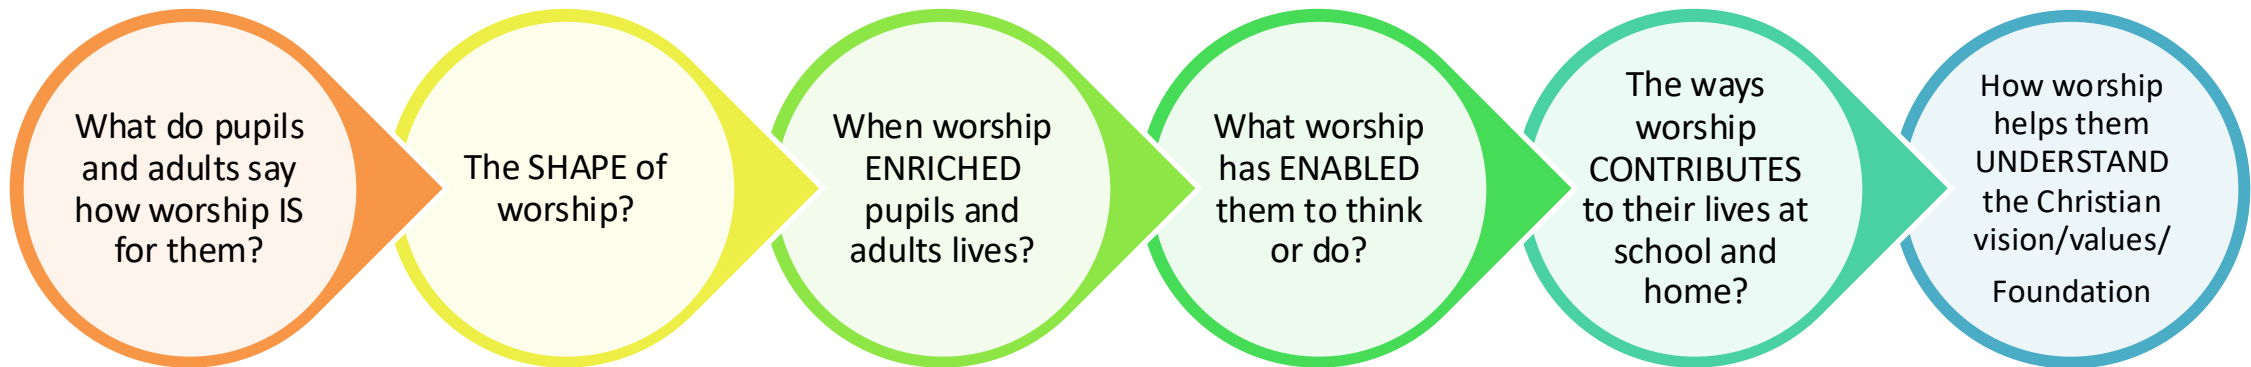 What do pupils
and adults say
how worship IS
for them?
The SHAPE of
worship?
When worship
ENRICHED
pupils and
adults lives?
What worship
has ENABLED
them to think
or do?
The ways
worship
CONTRIBUTES
to their lives at
school and
home?
How worship
helps them
UNDERSTAND
the Christian
vision/values/
Foundation